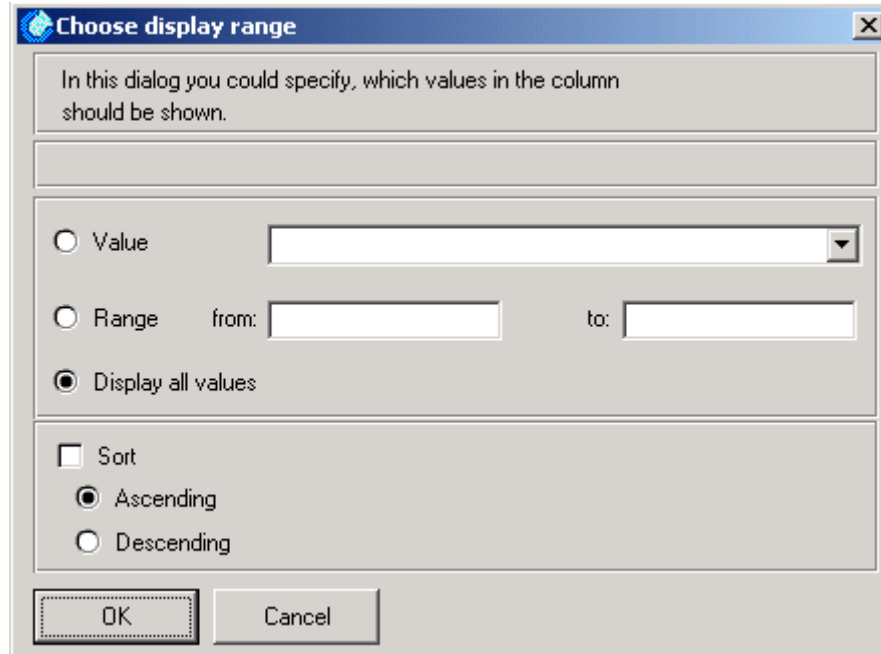 Choose display range
In this dialog you could specify, which values in the column
should be shown.
Value
Range from: to:
Display all values
Sort
Ascending
Descending
OK Cancel